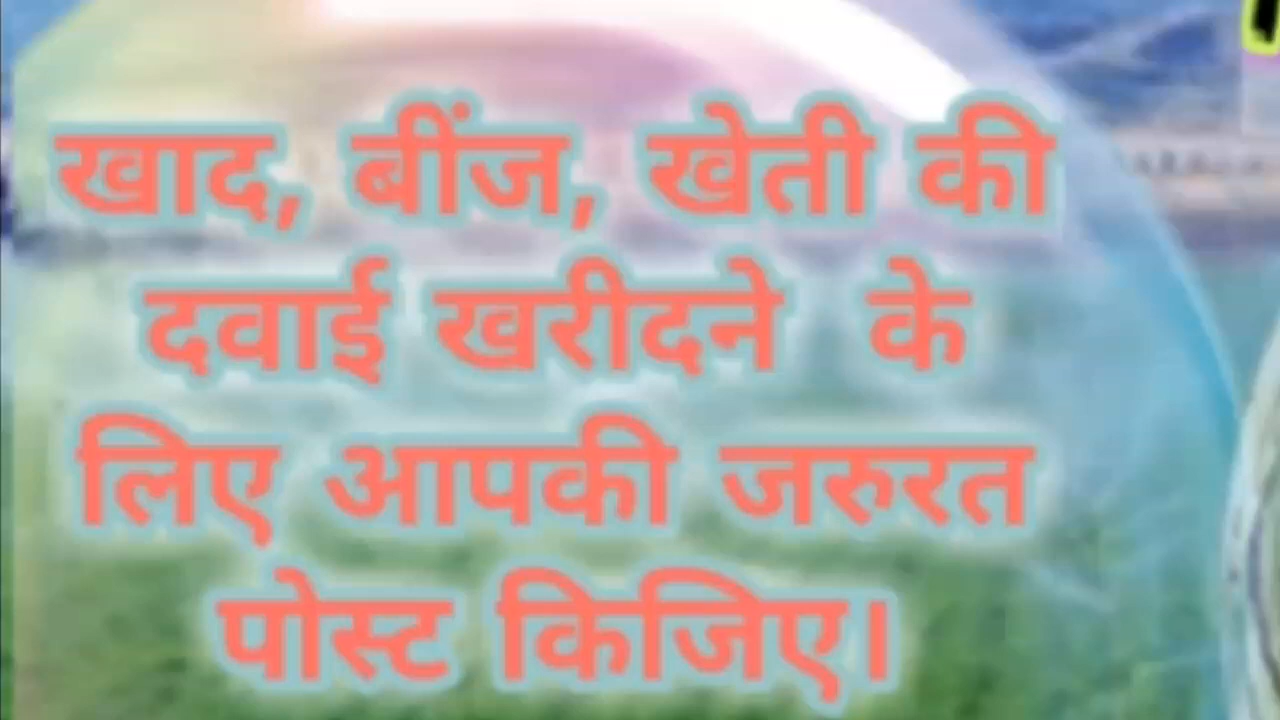 खाद, बींज, खेती की
दवाई खरीदने के
लिए आपकी जरुरत
पोस्ट किजिए।